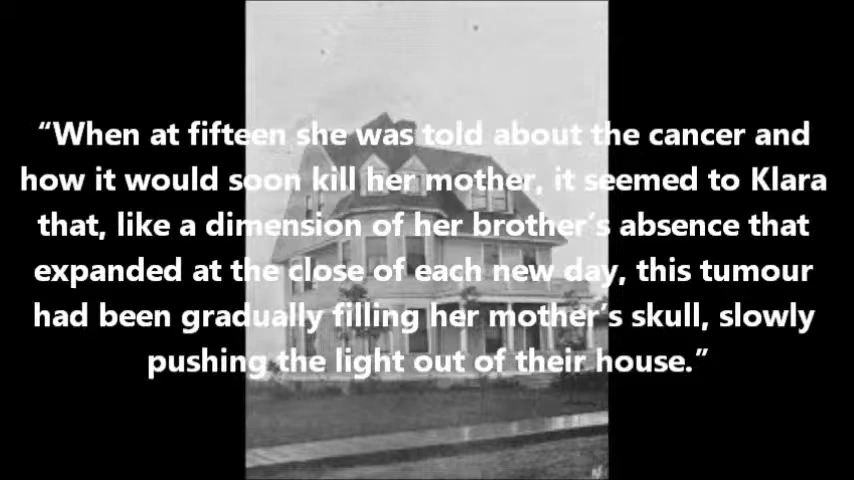 “When at fifteen she was told about the cancer and
how it would soon kill her mother, it seemed to Klara
that, like a dimension of her brother’s absence that
expanded at the close of each new day, this tumour
had been gradually filling her mother’s skull, slowly
pushing the light out of their house.”